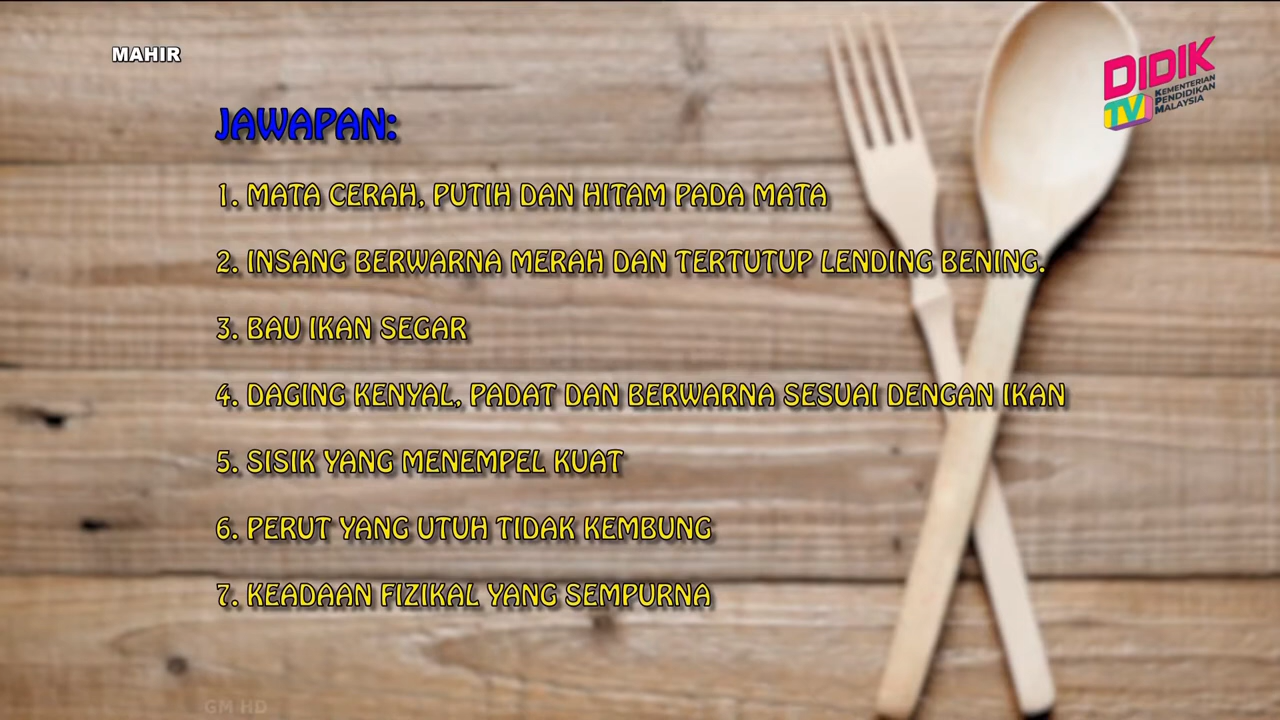 MAHIR
DIDIK
TV
KEMENTERIAN
PENDIDIKAN
MALAYSIA
JAWAPAN:
1. MATA CERAH, PUTIH DAN HITAM PADA MATA
2. INSANG BERWARNA MERAH DAN TERTUTUP LENDING BENING.
3. BAU IKAN SEGAR
4. DAGING KENYAL, PADAT DAN BERWARNA SESUAI DENGAN IKAN
5. SISIK YANG MENEMPEL KUAT
6. PERUT YANG UTUH TIDAK KEMBUNG
7. KEADAAN FIZIKAL YANG SEMPURNA
GM HD